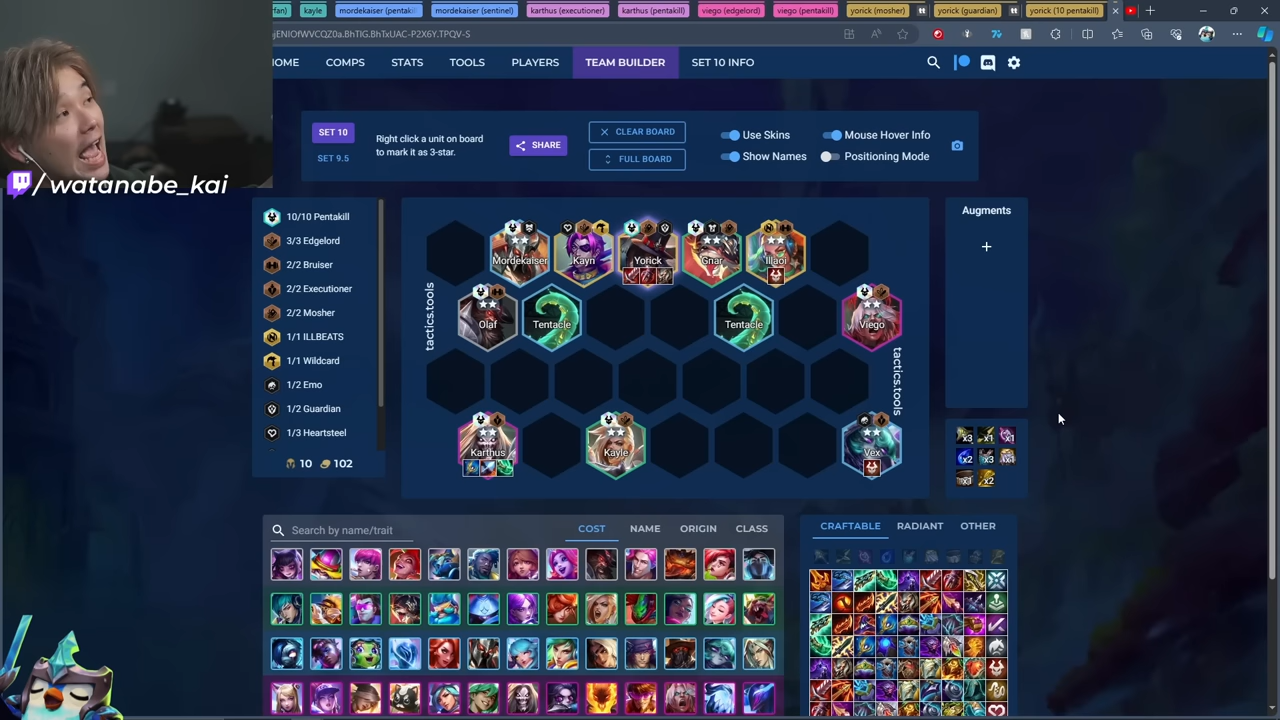 fan)
kayle
mordekaiser (pentakill)
mordekaiser (sentinel)
karthus (executioner)
karthus (pentakill)
viego (edgelord)
viego (pentakill)
yorick (mosher)
yorick (guardian)
yorick (10 pentakill)
HOME
COMPS
STATS
TOOLS
PLAYERS
TEAM BUILDER
SET 10 INFO
/watanabe_kai
SET 10
SET 9.5
Right click a unit on board
to mark it as 3-star.
SHARE
CLEAR BOARD
FULL BOARD
Use Skins
Show Names
Mouse Hover Info
Positioning Mode
10/10 Pentakill
3/3 Edgelord
2/2 Bruiser
2/2 Executioner
2/2 Mosher
1/1 ILLBEATS
1/1 Wildcard
1/2 Emo
1/2 Guardian
1/3 Heartsteel
10
102
tactics.tools
Mordekaiser
Kayn
Yorick
Gnar
Illaoi
Olaf
Tentacle
Tentacle
Viego
Karthus
Kayle
Vex
tactics.tools
Augments
+
x3
x1
x1
x2
x3
x1
x1
x2
Search by name/trait
COST
NAME
ORIGIN
CLASS
CRAFTABLE
RADIANT
OTHER